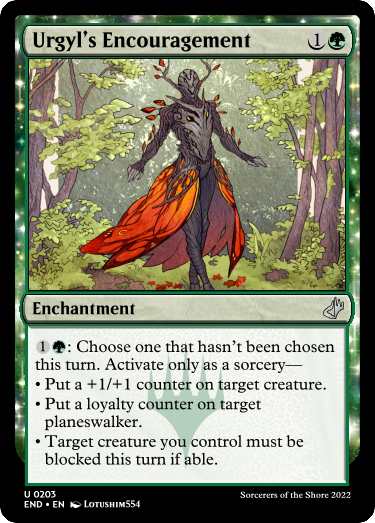 Urgyl's Encouragement 1
Enchantment
1 : Choose one that hasn't been chosen
this turn. Activate only as a sorcery—
• Put a +1/+1 counter on target creature.
• Put a loyalty counter on target
planeswalker.
• Target creature you control must be
blocked this turn if able.
U 0203
END • EN Lotushim554
Sorcerers of the Shore 2022